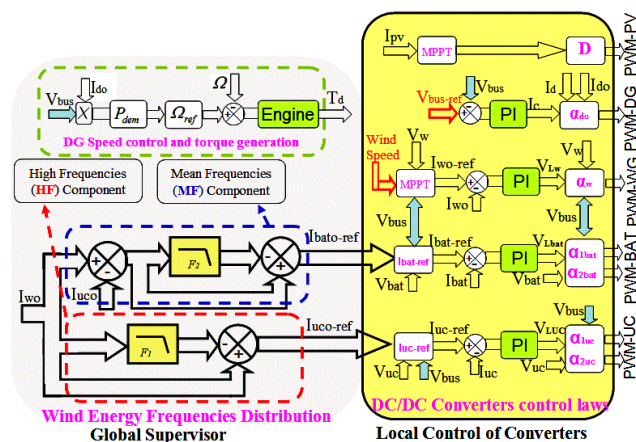 Ido
Vbus
X
Pdem
Ωref
Ω
Engine
Td
DG Speed control and torque generation
High Frequencies
(HF) Component
Mean Frequencies
(MF) Component
Iwo
Iuco
F2
Ibato-ref
F1
Iuco-ref
Wind Energy Frequencies Distribution
Global Supervisor
Ipv
MPPT
D
PWM-PV
Vbus
Vbus-ref
PI
Ic
Id
Ido
αdo
PWM-DG
Wind
Speed
Vw
MPPT
Iwo-ref
Iwo
PI
VLw
Vw
αw
PWM-WG
Vbus
Vbus
Ibat-ref
Vbat
Ibat-ref
Ibat
PI
VLbat
Vbat
α1bat
α2bat
PWM-BAT
Iuc-ref
Vuc
Vbus
Iuc-ref
Iuc
PI
VLUC
Vuc
Vbus
α1uc
α2uc
PWM-UC
DC/DC Converters control laws
Local Control of Converters